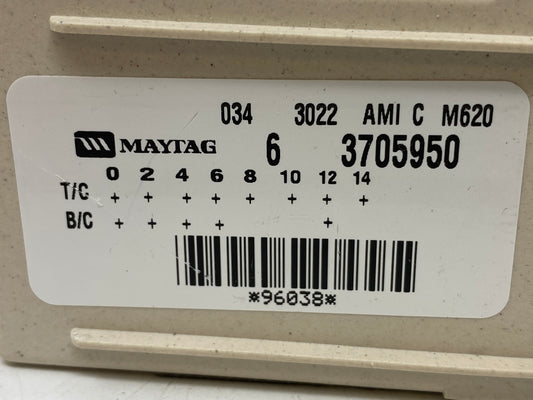 034 3022 AMI C M620
MAYTAG 6 3705950
0 2 4 6 8 10 12 14
T/C + + + + + + + +
B/C + + + + +
*96038*